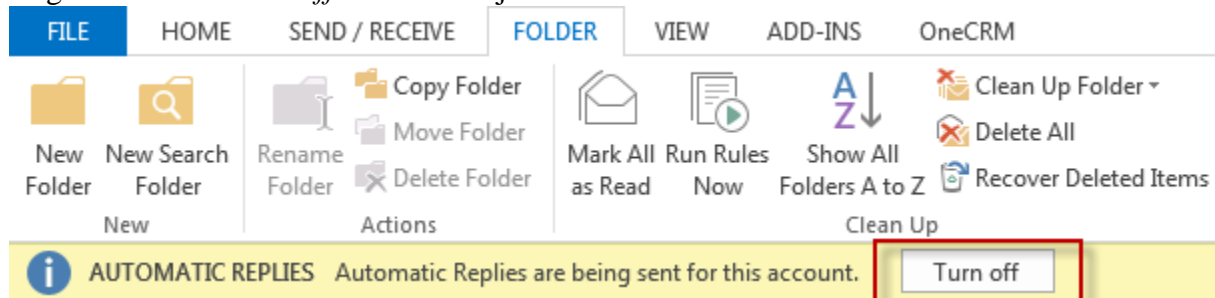 FILE HOME SEND / RECEIVE FOLDER VIEW ADD-INS OneCRM
New Folder
New Search Folder
Rename Folder
Copy Folder
Move Folder
Delete Folder
Mark All as Read
Run Rules Now
Show All Folders A to Z
A
Z
Clean Up Folder
Delete All
Recover Deleted Items
New Actions Clean Up
i AUTOMATIC REPLIES Automatic Replies are being sent for this account. Turn off